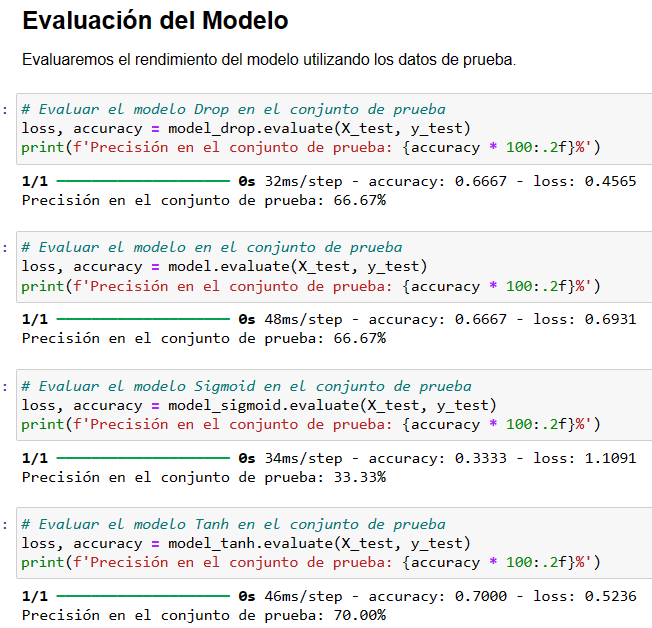 Evaluación del Modelo
Evaluaremos el rendimiento del modelo utilizando los datos de prueba.
: # Evaluar el modelo Drop en el conjunto de prueba
loss, accuracy = model_drop.evaluate(X_test, y_test)
print(f'Precisión en el conjunto de prueba: {accuracy * 100:.2f}%')
1/1 ━━━━━━━━━━━━━━━━━━━━ 0s 32ms/step - accuracy: 0.6667 - loss: 0.4565
Precisión en el conjunto de prueba: 66.67%
: # Evaluar el modelo en el conjunto de prueba
loss, accuracy = model.evaluate(X_test, y_test)
print(f'Precisión en el conjunto de prueba: {accuracy * 100:.2f}%')
1/1 ━━━━━━━━━━━━━━━━━━━━ 0s 48ms/step - accuracy: 0.6667 - loss: 0.6931
Precisión en el conjunto de prueba: 66.67%
: # Evaluar el modelo Sigmoid en el conjunto de prueba
loss, accuracy = model_sigmoid.evaluate(X_test, y_test)
print(f'Precisión en el conjunto de prueba: {accuracy * 100:.2f}%')
1/1 ━━━━━━━━━━━━━━━━━━━━ 0s 34ms/step - accuracy: 0.3333 - loss: 1.1091
Precisión en el conjunto de prueba: 33.33%
: # Evaluar el modelo Tanh en el conjunto de prueba
loss, accuracy = model_tanh.evaluate(X_test, y_test)
print(f'Precisión en el conjunto de prueba: {accuracy * 100:.2f}%')
1/1 ━━━━━━━━━━━━━━━━━━━━ 0s 46ms/step - accuracy: 0.7000 - loss: 0.5236
Precisión en el conjunto de prueba: 70.00%